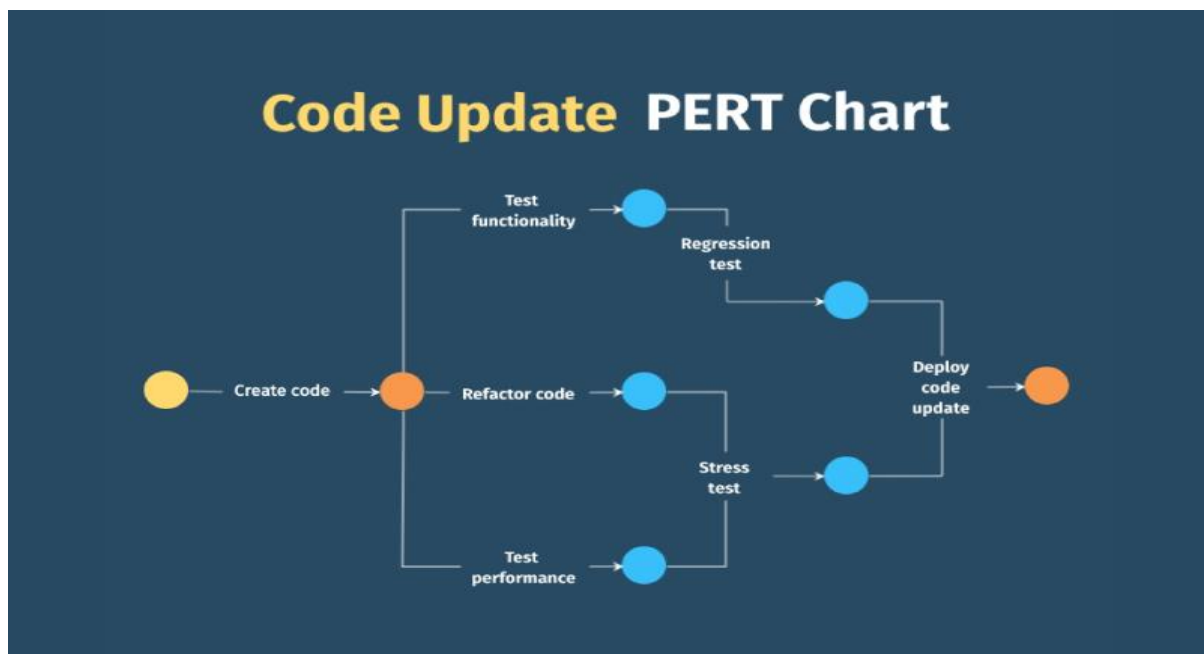 Code Update PERT Chart
Test
functionality
Regression
test
Create code
Refactor code
Deploy
code
update
Stress
test
Test
performance